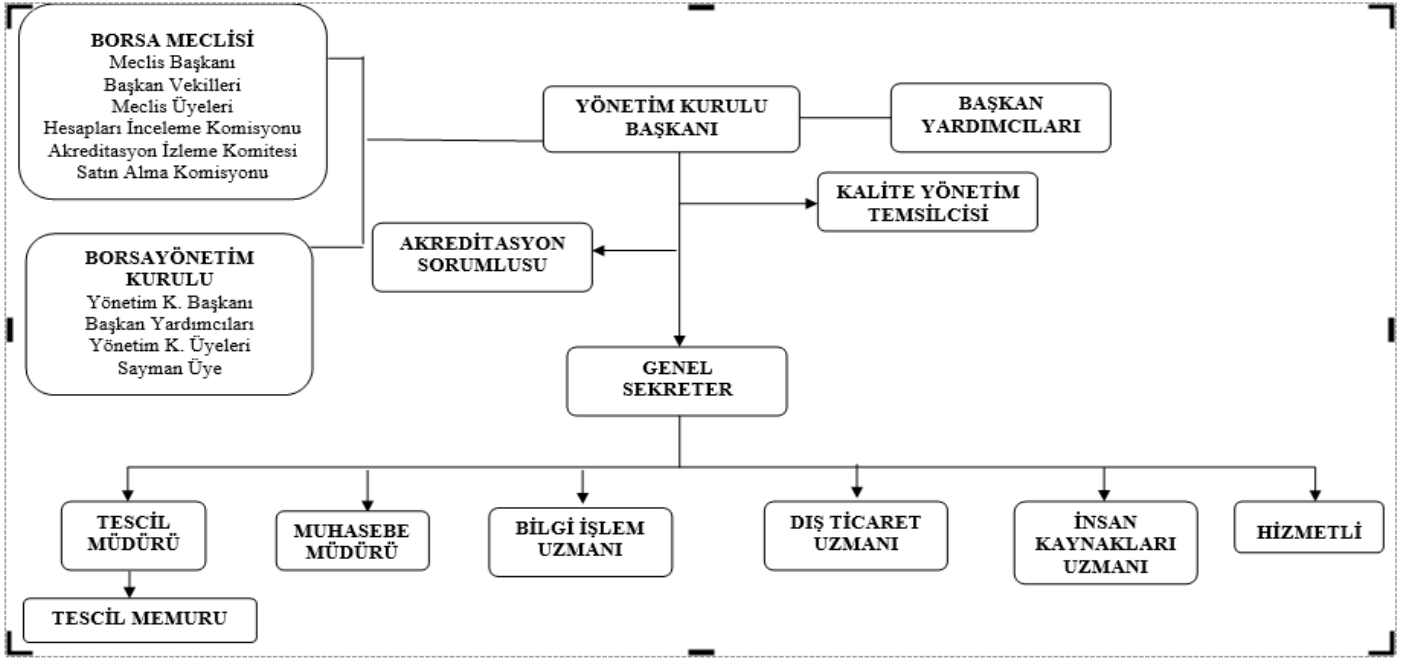 BORSA MECLİSİ
Meclis Başkanı
Başkan Vekilleri
Meclis Üyeleri
Hesapları İnceleme Komisyonu
Akreditasyon İzleme Komitesi
Satın Alma Komisyonu
YÖNETİM KURULU
BAŞKANI
BAŞKAN
YARDIMCILARI
KALİTE YÖNETİM
TEMSİLCİSİ
AKREDİTASYON
SORUMLUSU
BORSAYÖNETİM
KURULU
Yönetim K. Başkanı
Başkan Yardımcıları
Yönetim K. Üyeleri
Sayman Üye
GENEL
SEKRETER
TESCİL
MÜDÜRÜ
MUHASEBE
MÜDÜRÜ
BİLGİ İŞLEM
UZMANI
DIŞ TİCARET
UZMANI
İNSAN
KAYNAKLARI
UZMANI
HİZMETLİ
TESCİL MEMURU